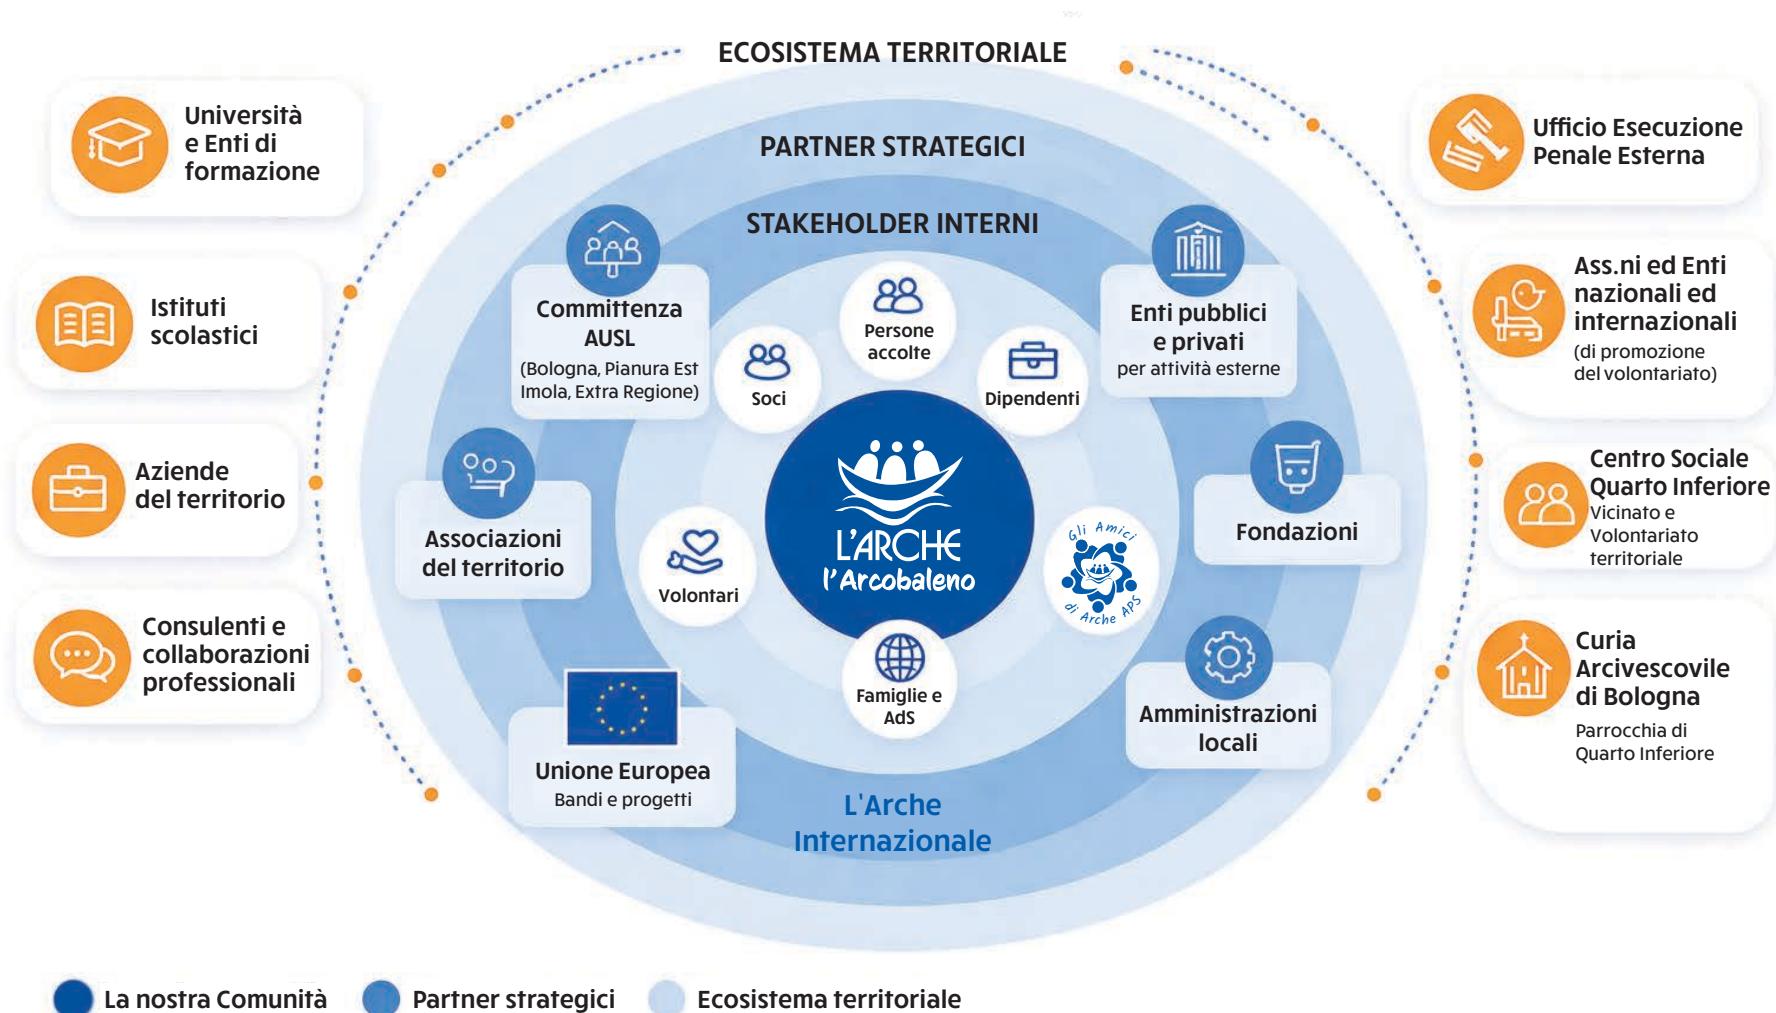 ECOSISTEMA TERRITORIALE
PARTNER STRATEGICI
STAKEHOLDER INTERNI
Università
e Enti di
formazione
Istituti
scolastici
Aziende
del territorio
Consulenti e
collaborazioni
professionali
Committenza
AUSL
(Bologna, Pianura Est
Imola, Extra Regione)
Associazioni
del territorio
Unione Europea
Bandi e progetti
Persone
accolte
Soci
Dipendenti
Volontari
L'ARCHE
l'Arcobaleno
Gli Amici
di Arche APS
Famiglie e
AdS
L'Arche
Internazionale
Enti pubblici
e privati
per attività esterne
Fondazioni
Amministrazioni
locali
Ufficio Esecuzione
Penale Esterna
Ass.ni ed Enti
nazionali ed
internazionali
(di promozione
del volontariato)
Centro Sociale
Quarto Inferiore
Vicinato e
Volontariato
territoriale
Curia
Arcivescovile
di Bologna
Parrocchia di
Quarto Inferiore
La nostra Comunità
Partner strategici
Ecosistema territoriale